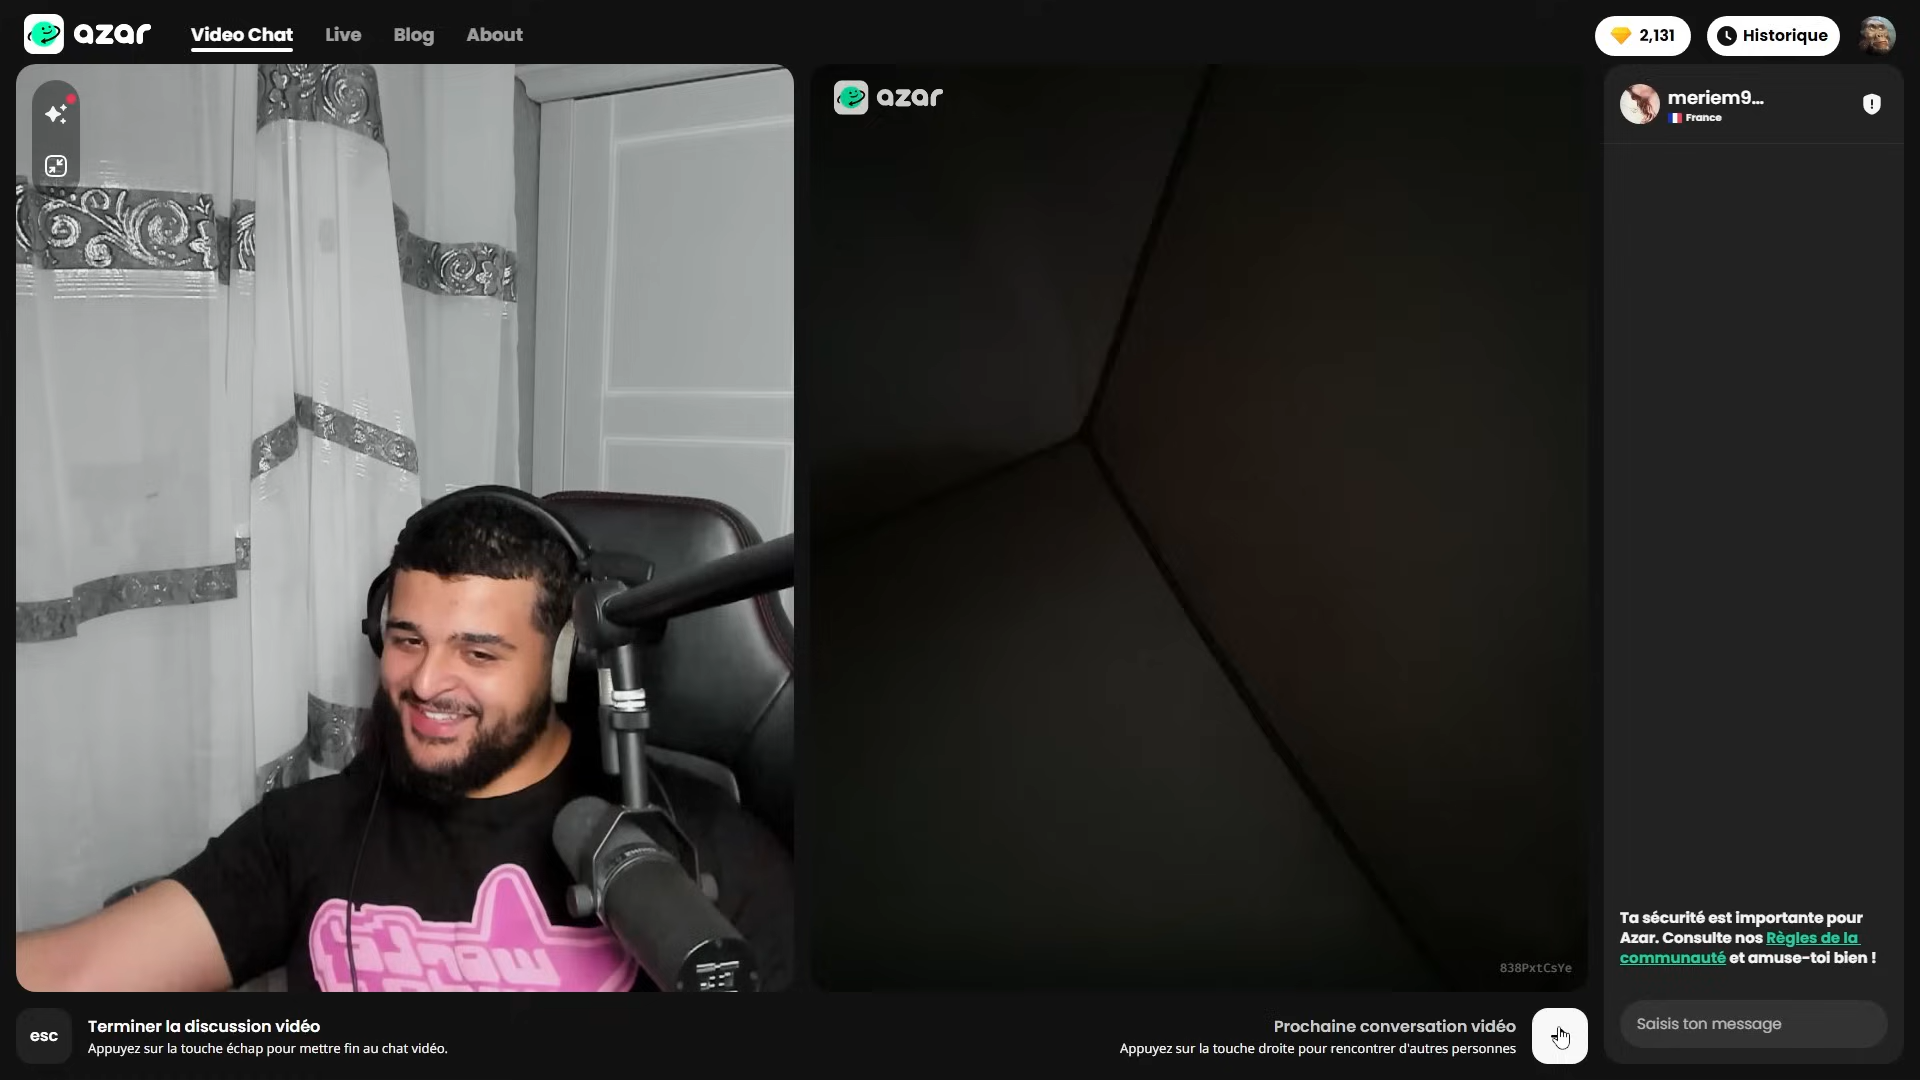 azar
Video Chat
Live
Blog
About
2,131
Historique
azar
meriem9...
France
Ta sécurité est importante pour
Azar. Consulte nos Règles de la
communauté et amuse-toi bien !
838PxtCsYe
esc
Terminer la discussion vidéo
Appuyez sur la touche échap pour mettre fin au chat vidéo.
Prochaine conversation vidéo
Appuyez sur la touche droite pour rencontrer d'autres personnes
Saisis ton message